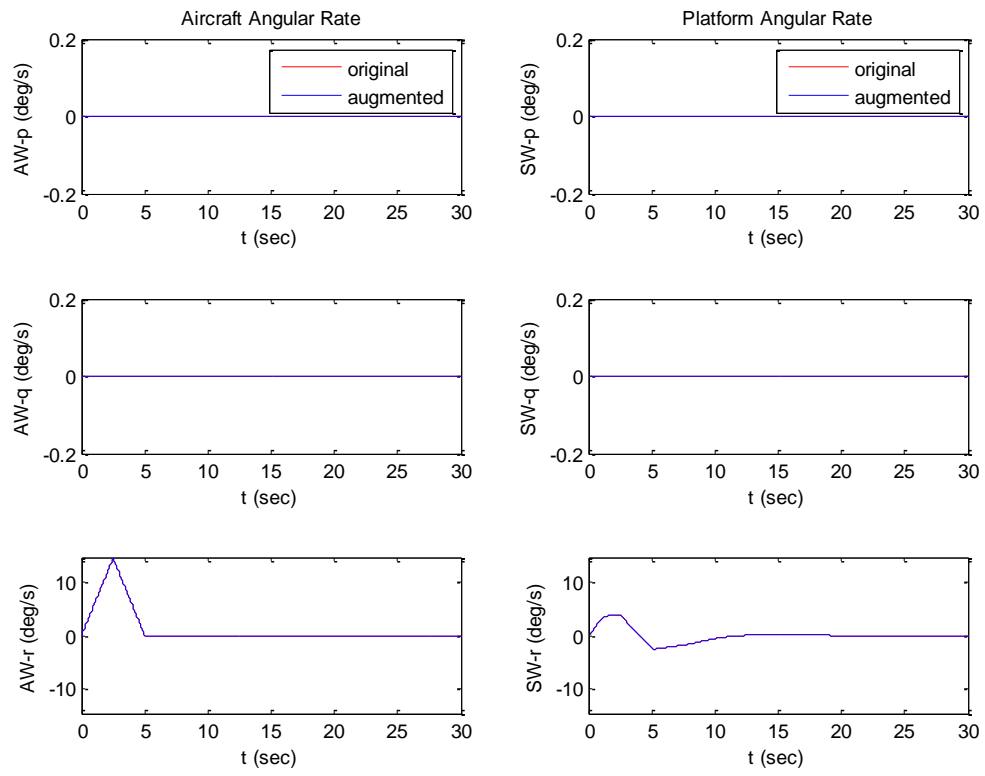 Aircraft Angular Rate
Platform Angular Rate
0.2
0
-0.2
AW-p (deg/s)
original
augmented
0 5 10 15 20 25 30
t (sec)
0.2
0
-0.2
SW-p (deg/s)
original
augmented
0 5 10 15 20 25 30
t (sec)
0.2
0
-0.2
AW-q (deg/s)
0 5 10 15 20 25 30
t (sec)
0.2
0
-0.2
SW-q (deg/s)
0 5 10 15 20 25 30
t (sec)
10
0
-10
AW-r (deg/s)
0 5 10 15 20 25 30
t (sec)
10
0
-10
SW-r (deg/s)
0 5 10 15 20 25 30
t (sec)